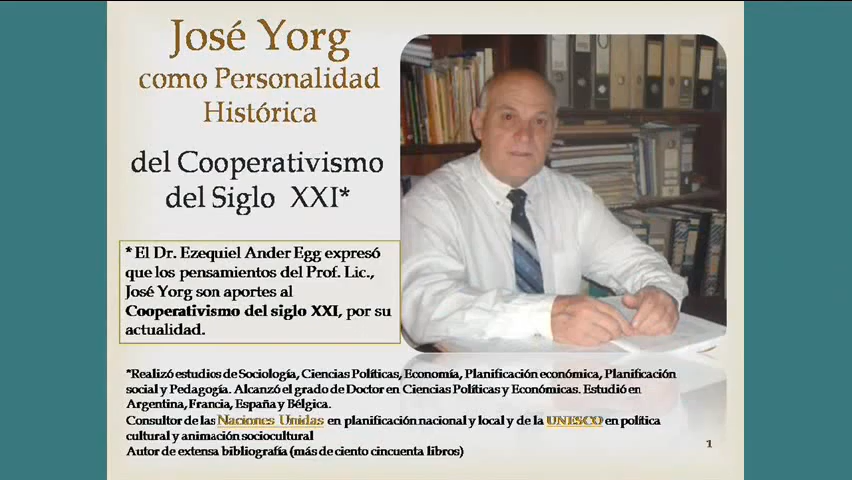 José Yorg
como Personalidad
Histórica
del Cooperativismo
del Siglo XXI*
* El Dr. Ezequiel Ander Egg expresó
que los pensamientos del Prof. Lic.,
José Yorg son aportes al
Cooperativismo del siglo XXI, por su
actualidad.
*Realizó estudios de Sociología, Ciencias Políticas, Economía, Planificación económica, Planificación
social y Pedagogía. Alcanzó el grado de Doctor en Ciencias Políticas y Económicas. Estudió en
Argentina, Francia, España y Bélgica.
Consultor de las Naciones Unidas en planificación nacional y local y de la UNESCO en política
cultural y animación sociocultural
Autor de extensa bibliografía (más de ciento cincuenta libros)
1